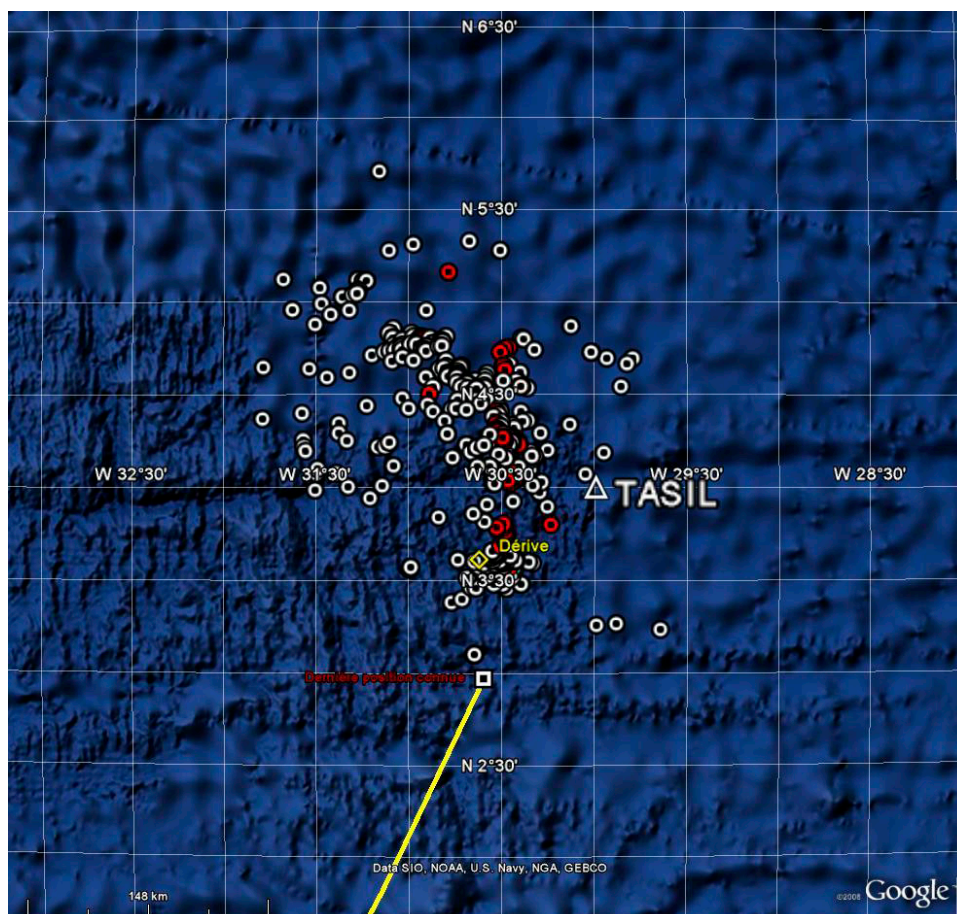 N 6°30'
N 5°30'
N 4°30'
W 32°30'
W 31°30'
W 30°30'
W 29°30'
W 28°30'
TASIL
Dérive
N 3°30'
Dernière position connue
N 2°30'
Data SIO, NOAA, U.S. Navy, NGA, GEBCO
148 km
©2008 Google